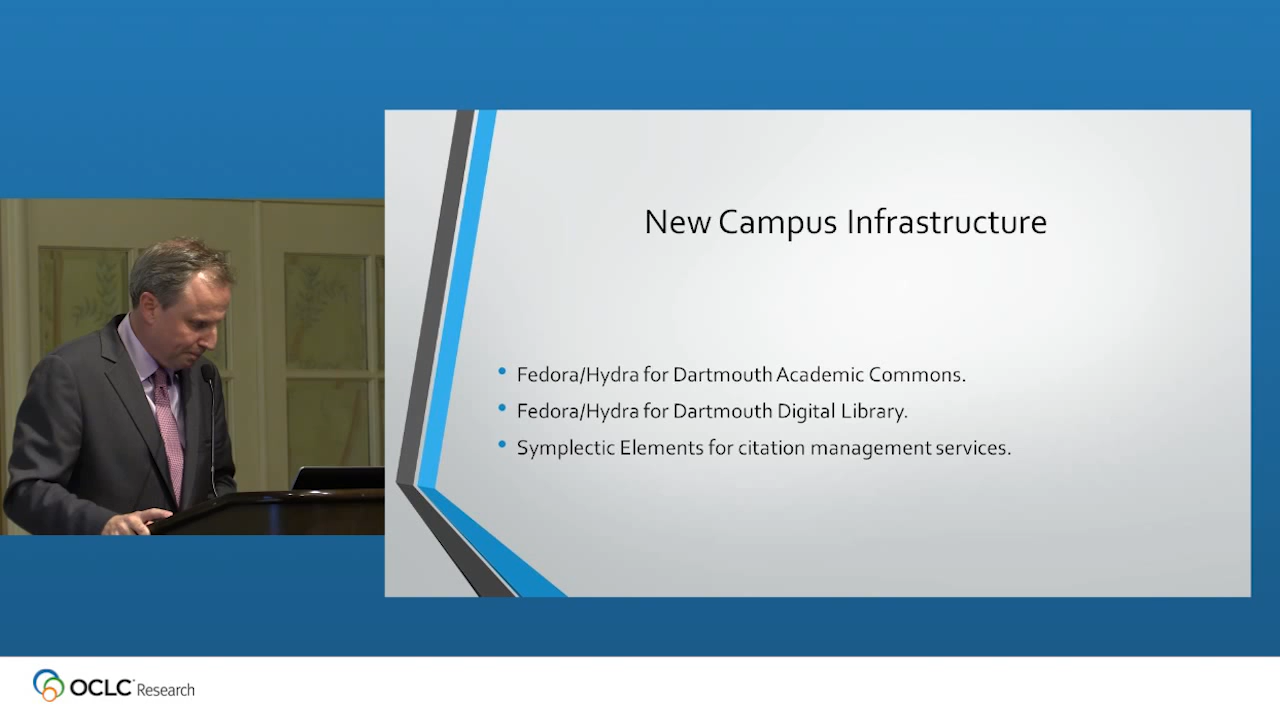 New Campus Infrastructure
• Fedora/Hydra for Dartmouth Academic Commons.
• Fedora/Hydra for Dartmouth Digital Library.
• Symplectic Elements for citation management services.
OCLC Research